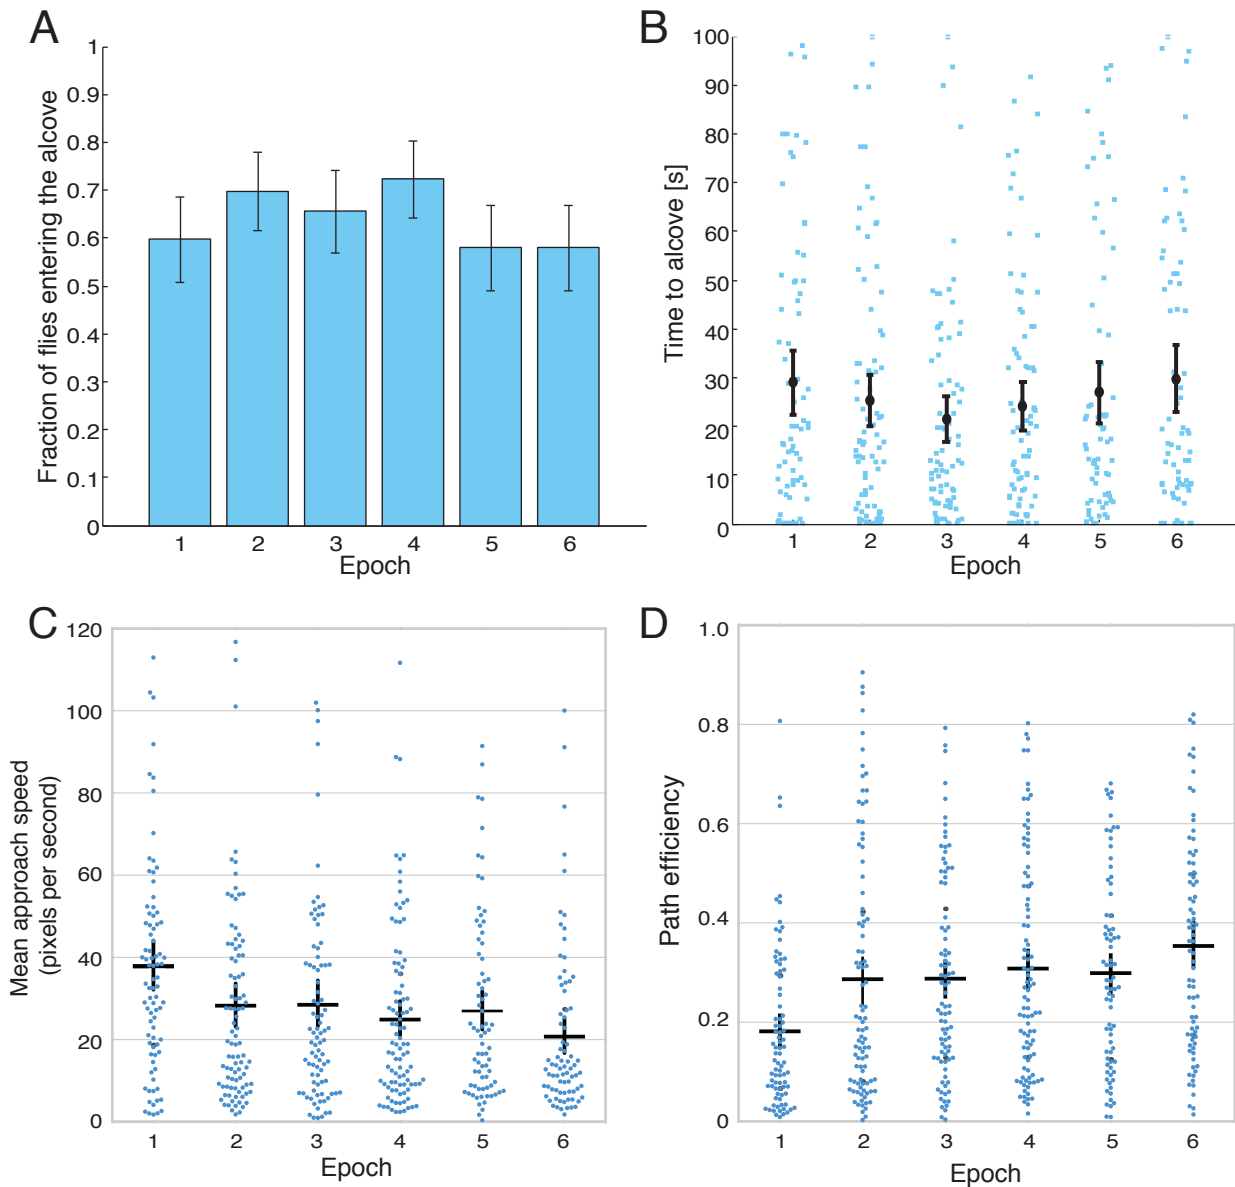 A
1
0.9
0.8
0.7
0.6
0.5
0.4
0.3
0.2
0.1
0
Fraction of flies entering the alcove
1 2 3 4 5 6
Epoch
B
100
90
80
70
60
50
40
30
20
10
0
Time to alcove [s]
1 2 3 4 5 6
Epoch
C
120
100
80
60
40
20
0
Mean approach speed
(pixels per second)
1 2 3 4 5 6
Epoch
D
1.0
0.8
0.6
0.4
0.2
0
Path efficiency
1 2 3 4 5 6
Epoch